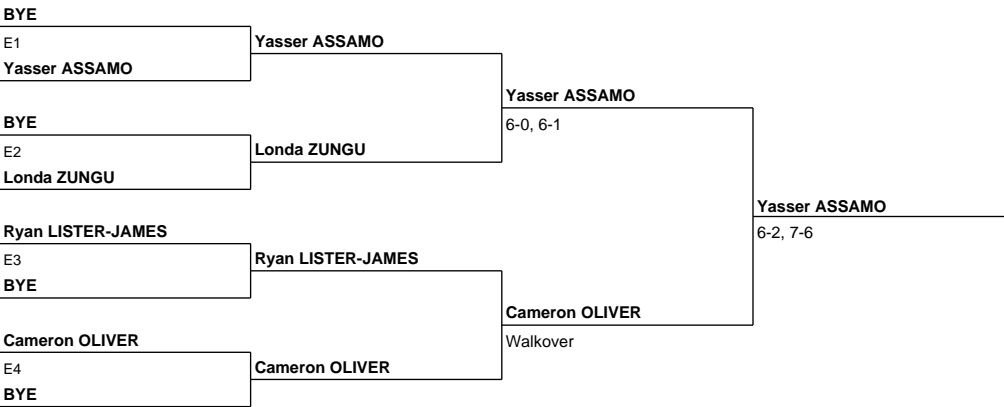 BYE
E1
Yasser ASSAMO
Yasser ASSAMO
BYE
E2
Londa ZUNGU
Londa ZUNGU
Yasser ASSAMO
6-0, 6-1
Ryan LISTER-JAMES
E3
BYE
Ryan LISTER-JAMES
Cameron OLIVER
E4
BYE
Cameron OLIVER
Cameron OLIVER
Walkover
Yasser ASSAMO
6-2, 7-6